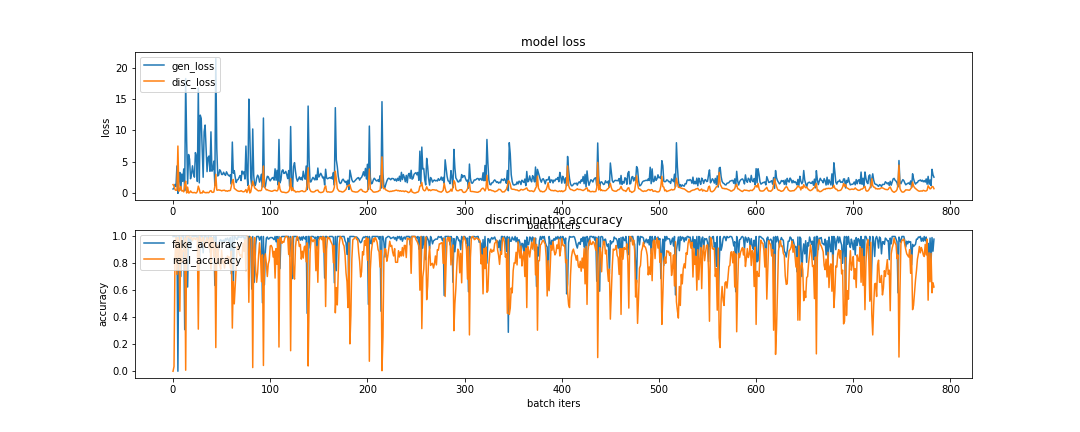 model loss
20
15
10
5
0
loss
gen_loss
disc_loss
0 100 200 300 400 500 600 700 800
batch iters
discriminator accuracy
1.0
0.8
0.6
0.4
0.2
0.0
accuracy
fake_accuracy
real_accuracy
0 100 200 300 400 500 600 700 800
batch iters